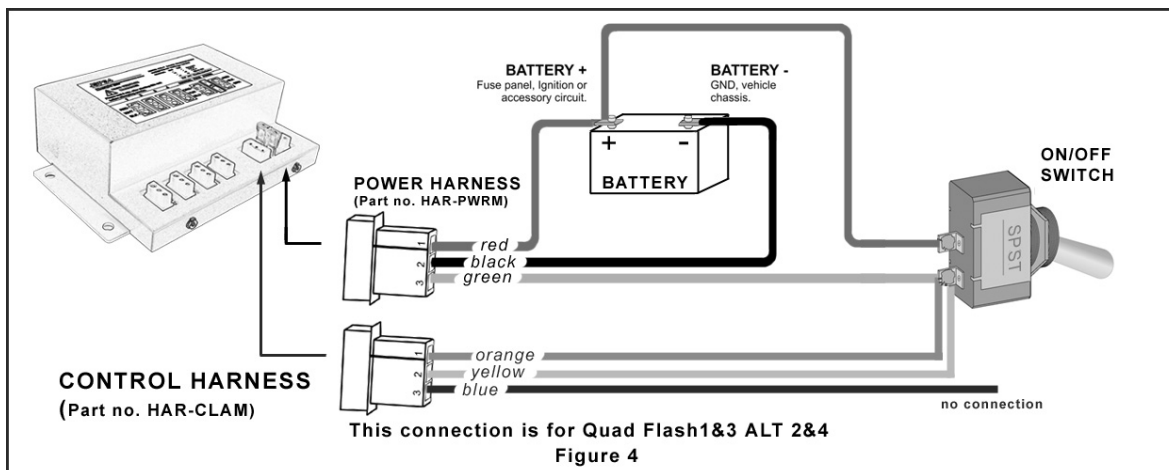 BATTERY +
Fuse panel, Ignition or
accessory circuit.
BATTERY -
GND, vehicle
chassis.
+ -
BATTERY
ON/OFF
SWITCH
SPST
POWER HARNESS
(Part no. HAR-PWRM)
1 red
2 black
3 green
1 orange
2 yellow
3 blue
no connection
CONTROL HARNESS
(Part no. HAR-CLAM)
This connection is for Quad Flash1&3 ALT 2&4
Figure 4